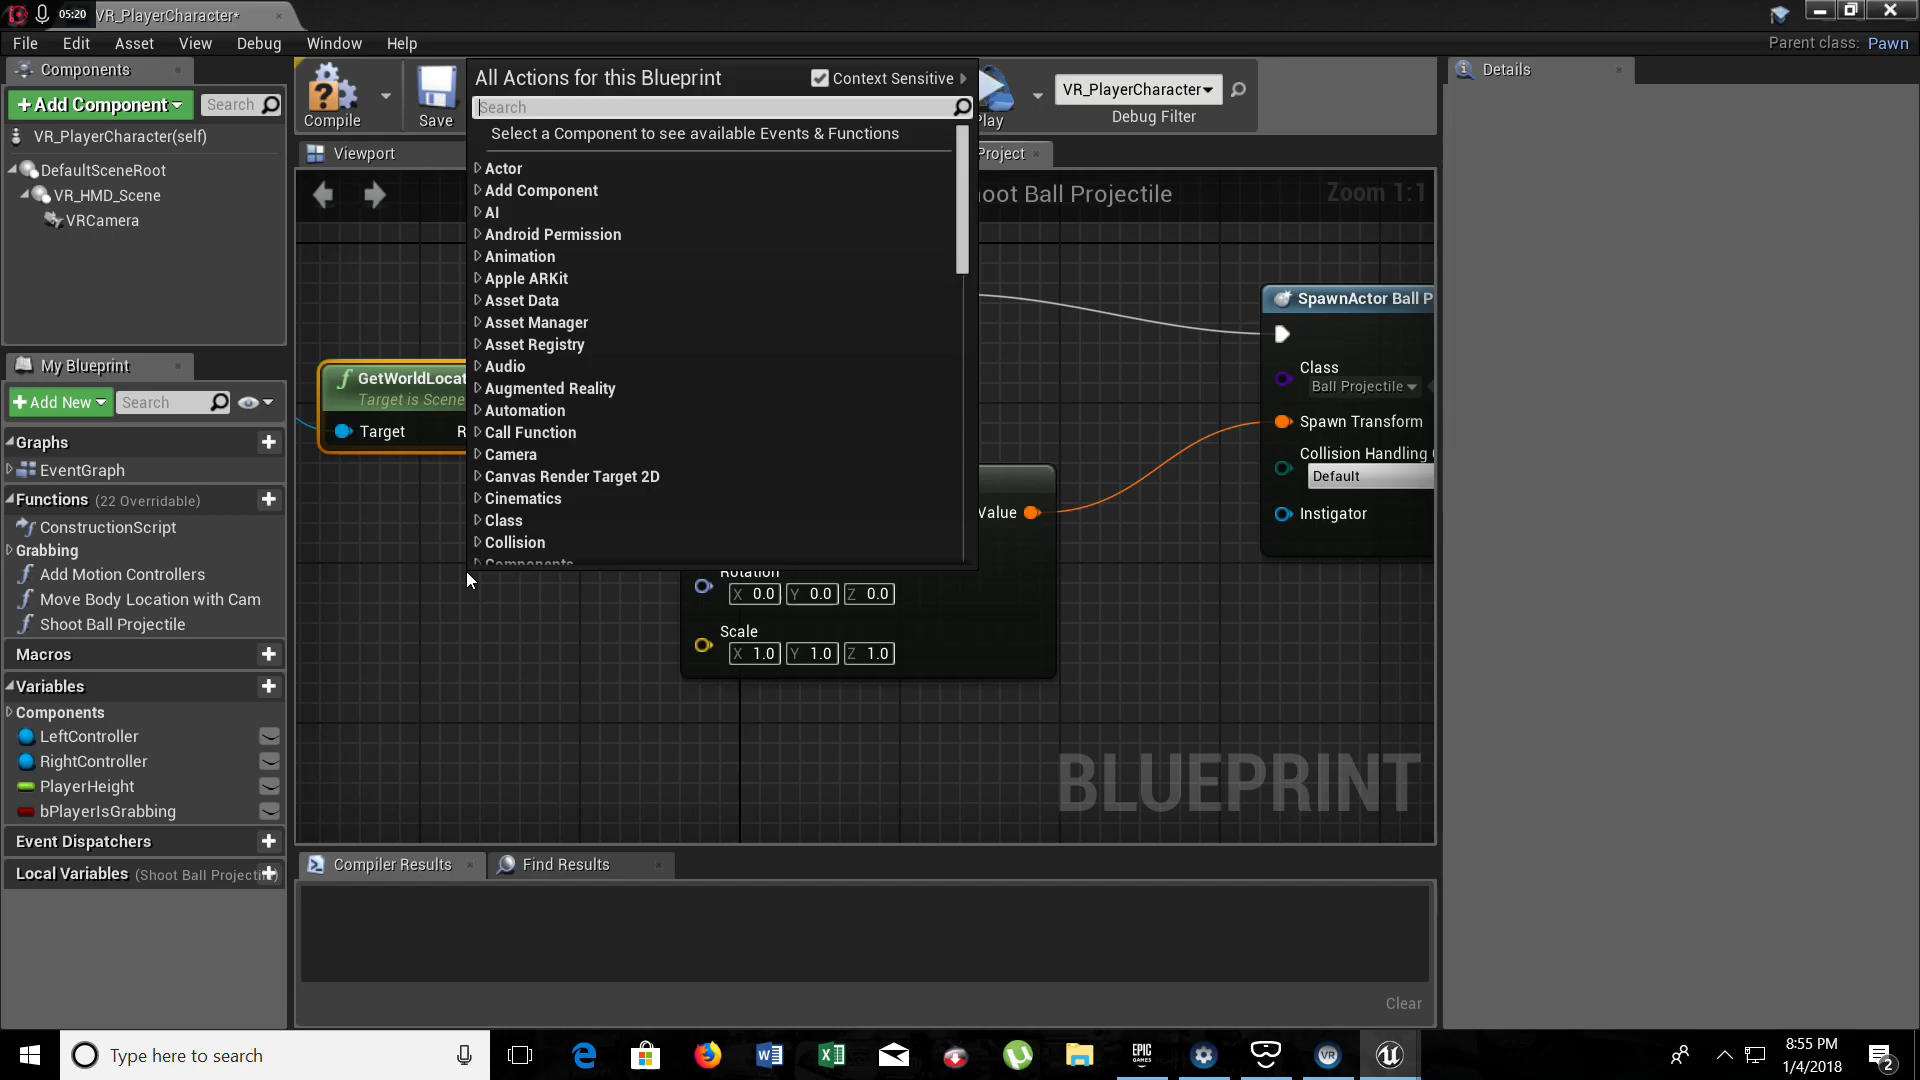 05:20 VR_PlayerCharacter*
File Edit Asset View Debug Window Help
Parent class: Pawn
Components
+Add Component Search
VR_PlayerCharacter(self)
DefaultSceneRoot
VR_HMD_Scene
VRCamera
My Blueprint
+Add New Search
Graphs
EventGraph
Functions (22 Overridable)
ConstructionScript
Grabbing
Add Motion Controllers
Move Body Location with Cam
Shoot Ball Projectile
Macros
Variables
Components
LeftController
RightController
PlayerHeight
bPlayerIsGrabbing
Event Dispatchers
Local Variables (Shoot Ball Projectil
Compile Save
Play
VR_PlayerCharacter
Debug Filter
Viewport
Project
hoot Ball Projectile
Zoom 1:1
All Actions for this Blueprint Context Sensitive
Search
Select a Component to see available Events & Functions
Actor
Add Component
AI
Android Permission
Animation
Apple ARKit
Asset Data
Asset Manager
Asset Registry
Audio
Augmented Reality
Automation
Call Function
Camera
Canvas Render Target 2D
Cinematics
Class
Collision
Components
GetWorldLocat
Target is Scene
Target R
Value
Rotation
X 0.0 Y 0.0 Z 0.0
Scale
X 1.0 Y 1.0 Z 1.0
SpawnActor Ball P
Class
Ball Projectile
Spawn Transform
Collision Handling
Default
Instigator
BLUEPRINT
Compiler Results Find Results
Clear
Details
Type here to search
EPIC
GAMES
VR
8:55 PM
1/4/2018
2